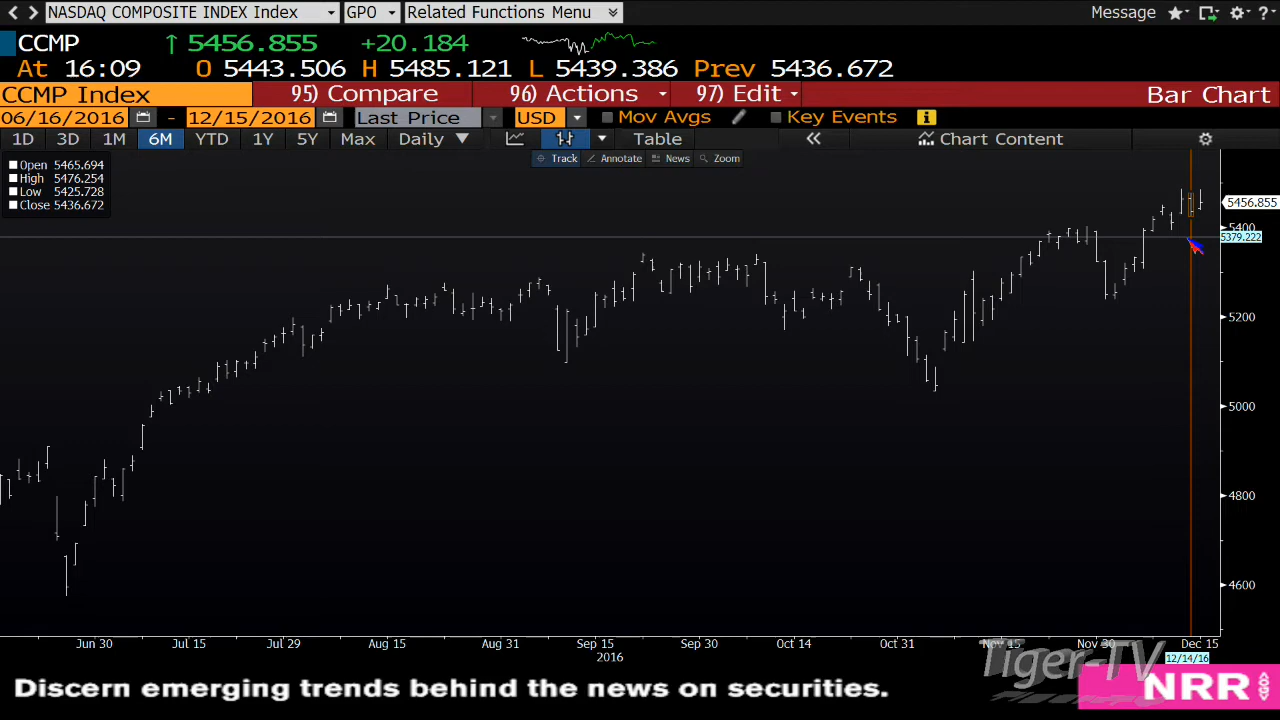 NASDAQ COMPOSITE INDEX Index GPO Related Functions Menu Message ?
CCMP 5456.855 +20.184
At 16:09 O 5443.506 H 5485.121 L 5439.386 Prev 5436.672
CCMP Index 95) Compare 96) Actions 97) Edit Bar Chart
06/16/2016 - 12/15/2016 Last Price USD Mov Avgs Key Events
1D 3D 1M 6M YTD 1Y 5Y Max Daily Table « Chart Content
Track Annotate News Zoom
Open 5465.694
High 5476.254
Low 5425.728
Close 5436.672
5456.855
5400
5379.222
5200
5000
4800
4600
Jun 30 Jul 15 Jul 29 Aug 15 Aug 31 Sep 15 Sep 30 Oct 14 Oct 31 Nov 15 Nov 30 Dec 15
2016
12/14/16
Tiger-TV
Discern emerging trends behind the news on securities.
NRR